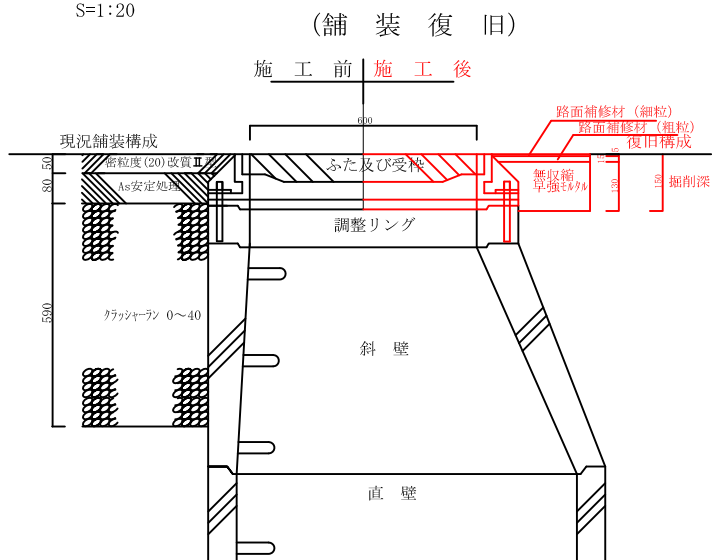 S=1:20
(舗装復旧)
施工前 施工後
600
路面補修材 (細粒)
路面補修材 (粗粒)
現況舗装構成
復旧構成
50
密粒度(20)改質Ⅱ型
ふた及び受枠
15
5
無収縮
早強モルタル
130
150
掘削深
80
As安定処理
調整リング
590
クラッシャーラン 0～40
斜壁
直壁